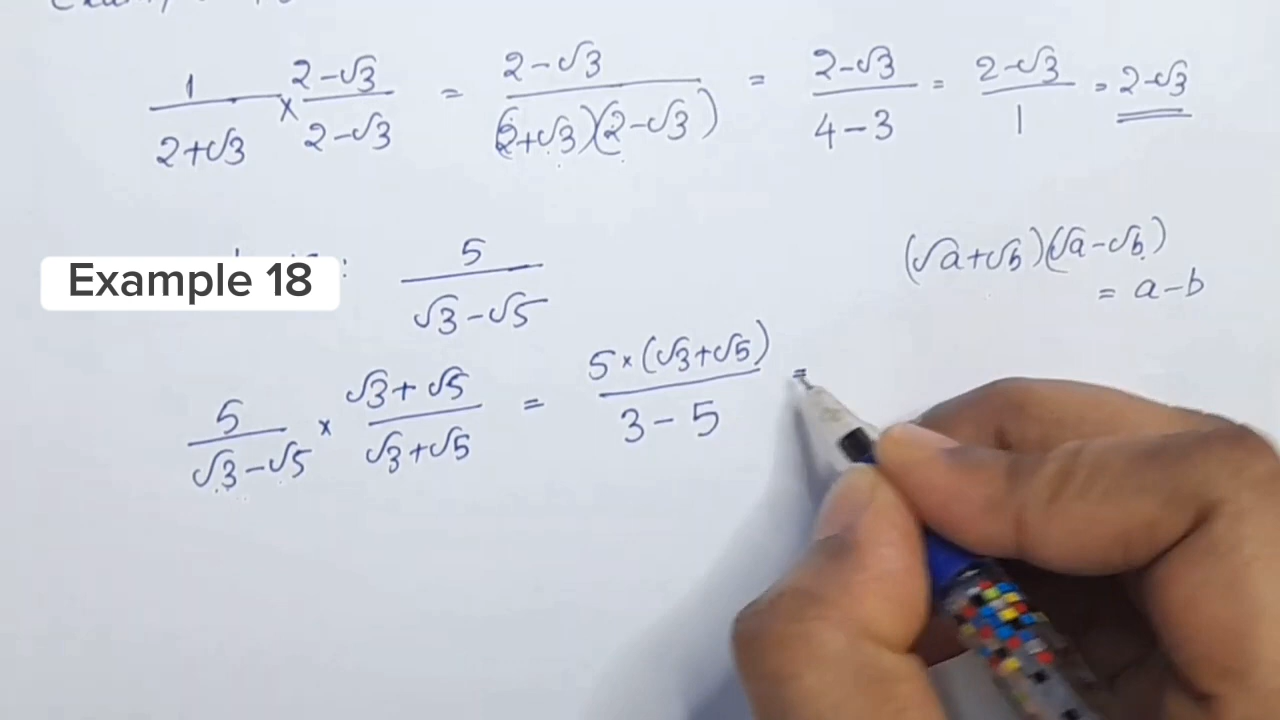 1/(2+√3) × (2-√3)/(2-√3) = (2-√3)/((2+√3)(2-√3)) = (2-√3)/(4-3) = (2-√3)/1 = 2-√3
Example 18 : 5/(√3-√5)
(√a+√b)(√a-√b)
= a-b
5/(√3-√5) × (√3+√5)/(√3+√5) = 5×(√3+√5)/(3-5) =